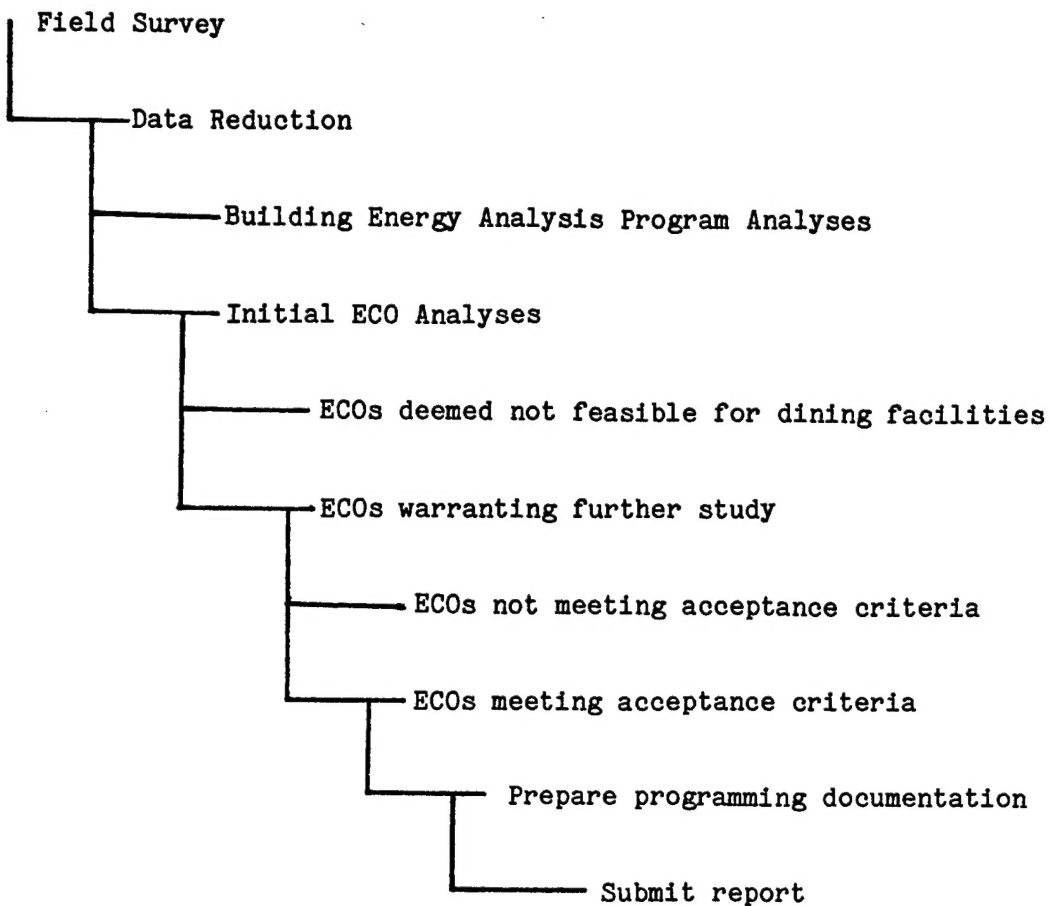 Field Survey
Data Reduction
Building Energy Analysis Program Analyses
Initial ECO Analyses
ECOs deemed not feasible for dining facilities
ECOs warranting further study
ECOs not meeting acceptance criteria
ECOs meeting acceptance criteria
Prepare programming documentation
Submit report